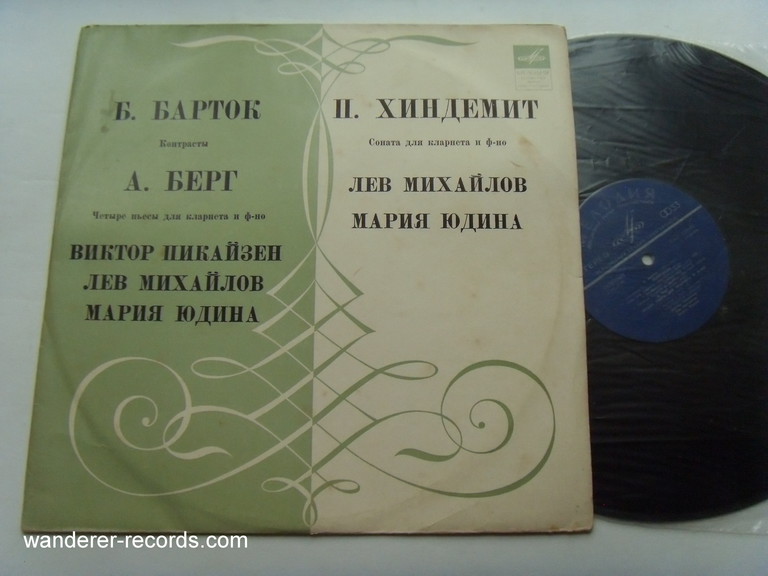 Б. БАРТОК
Контрасты
А. БЕРГ
Четыре пьесы для кларнета и ф-но
ВИКТОР ПИКАЙЗЕН
ЛЕВ МИХАЙЛОВ
МАРИЯ ЮДИНА
П. ХИНДЕМИТ
Соната для кларнета и ф-но
ЛЕВ МИХАЙЛОВ
МАРИЯ ЮДИНА
wanderer-records.com